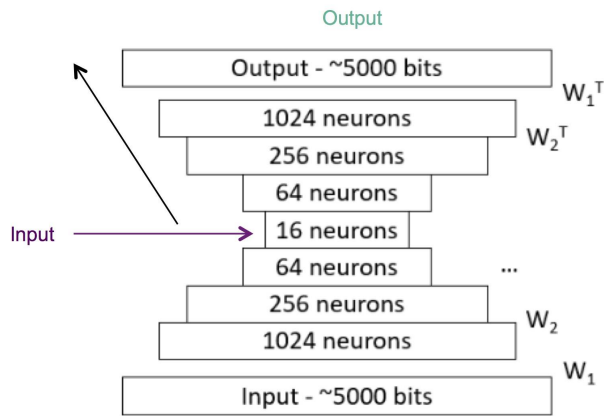 Output
Output - ~5000 bits
W₁ᵀ
1024 neurons
W₂ᵀ
256 neurons
64 neurons
Input
16 neurons
64 neurons
...
256 neurons
W₂
1024 neurons
W₁
Input - ~5000 bits